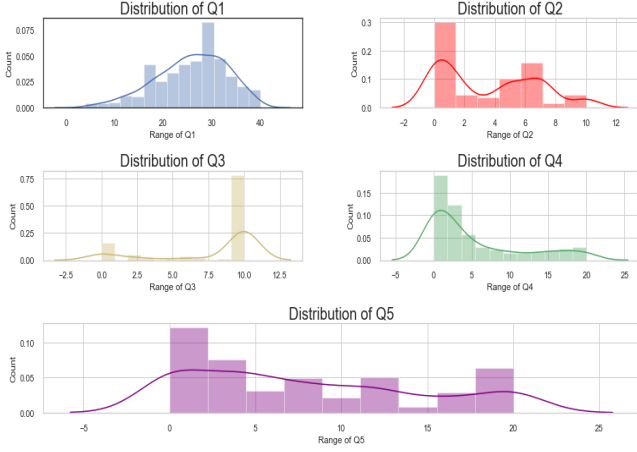 Distribution of Q1
Distribution of Q2
Count
0.075
0.050
0.025
0.000
0 10 20 30 40
Range of Q1
Count
0.3
0.2
0.1
0.0
−2 0 2 4 6 8 10 12
Range of Q2
Distribution of Q3
Distribution of Q4
Count
0.75
0.50
0.25
0.00
−2.5 0.0 2.5 5.0 7.5 10.0 12.5
Range of Q3
Count
0.15
0.10
0.05
0.00
−5 0 5 10 15 20 25
Range of Q4
Distribution of Q5
Count
0.10
0.05
0.00
−5 0 5 10 15 20 25
Range of Q5